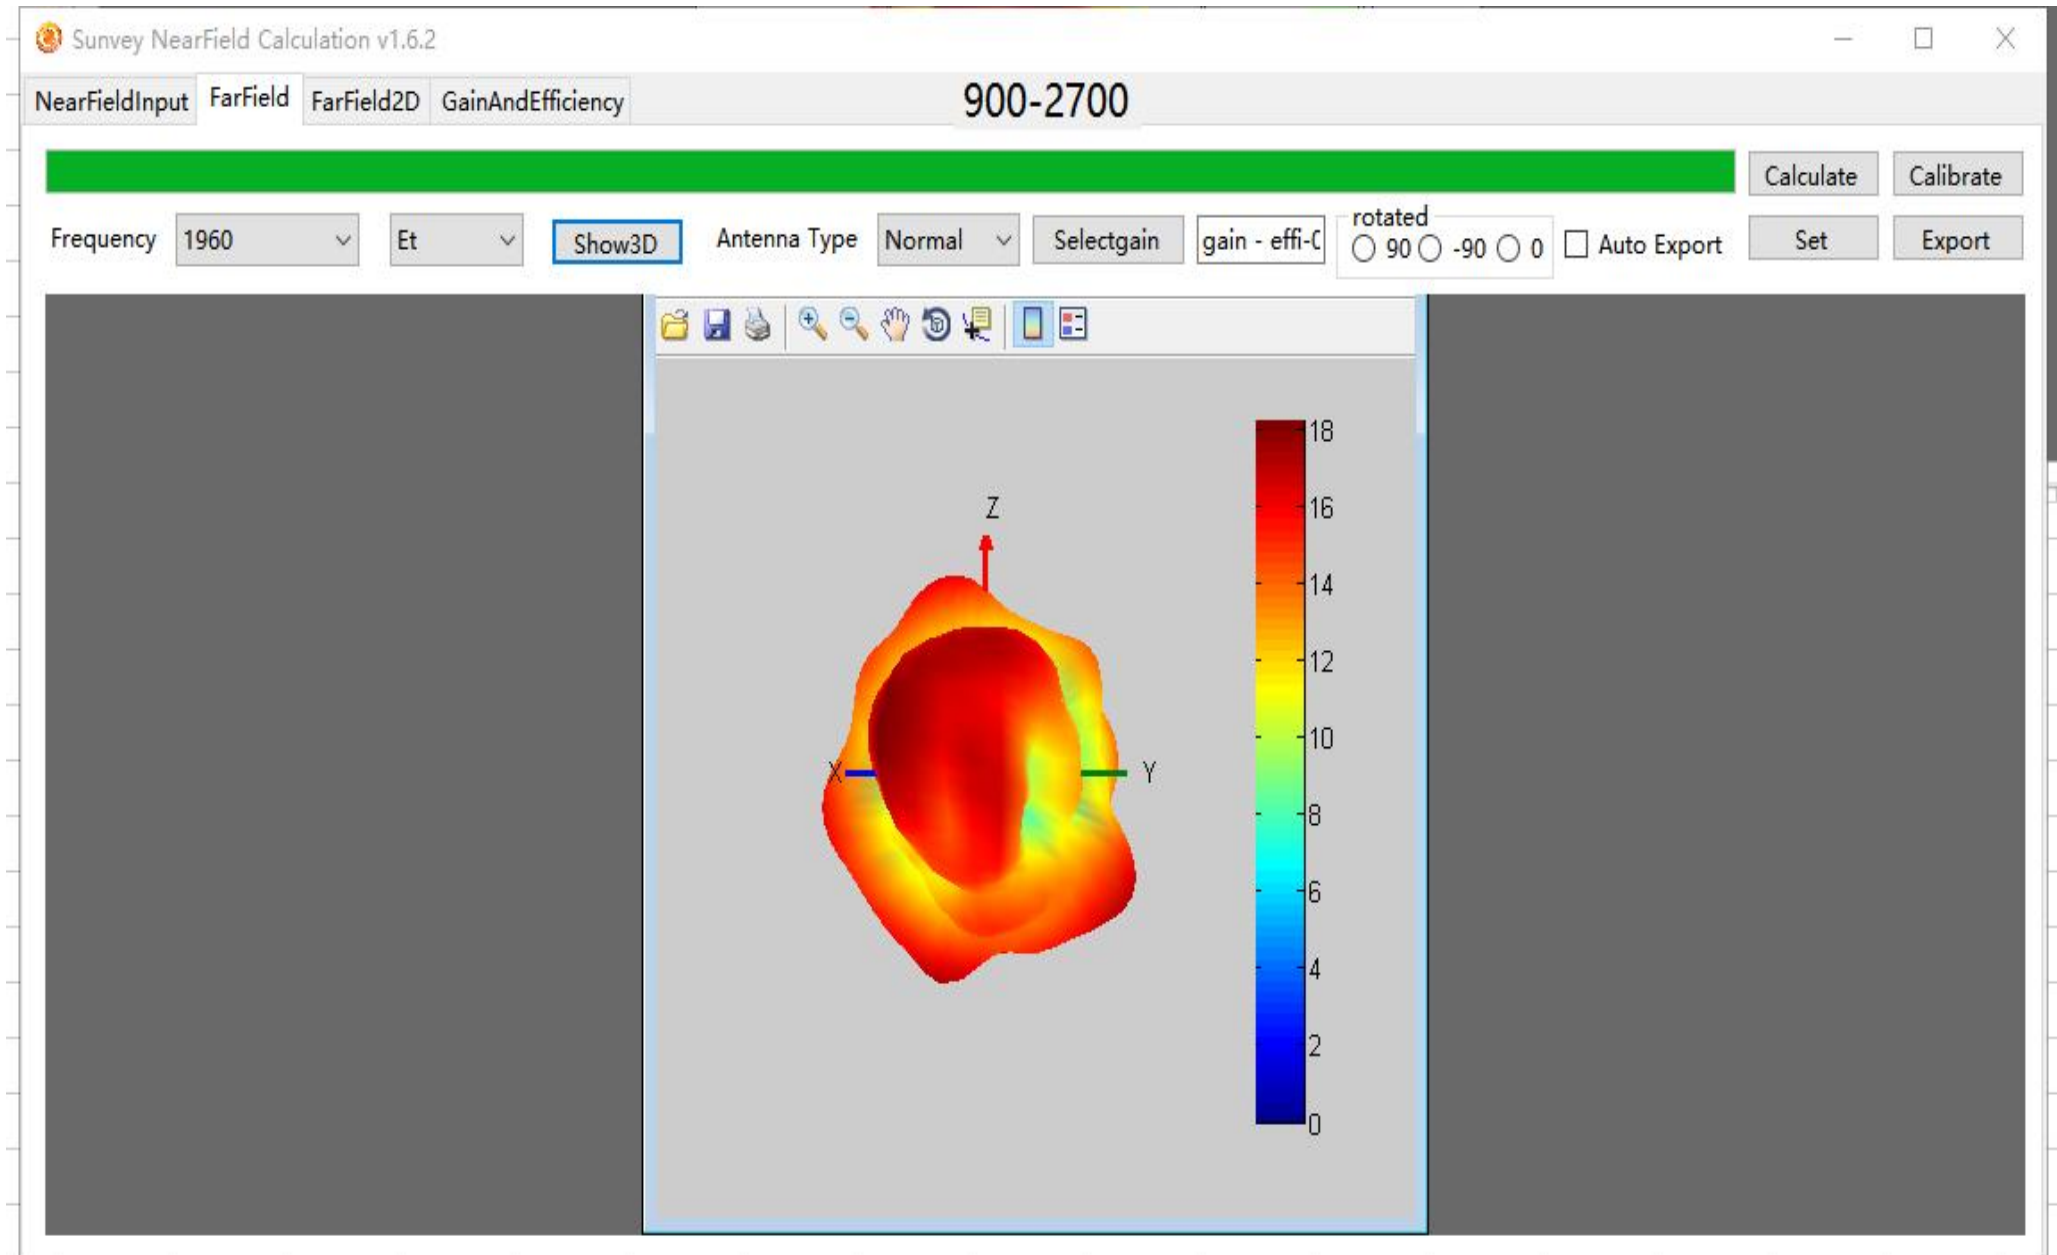 Sunvey NearField Calculation v1.6.2
NearFieldInput FarField FarField2D GainAndEfficiency 900-2700
Calculate Calibrate
Frequency 1960 Et Show3D Antenna Type Normal Selectgain gain - effi-C rotated 90 -90 0 Auto Export Set Export
18
Z
16
14
12
10
X Y
8
6
4
2
0